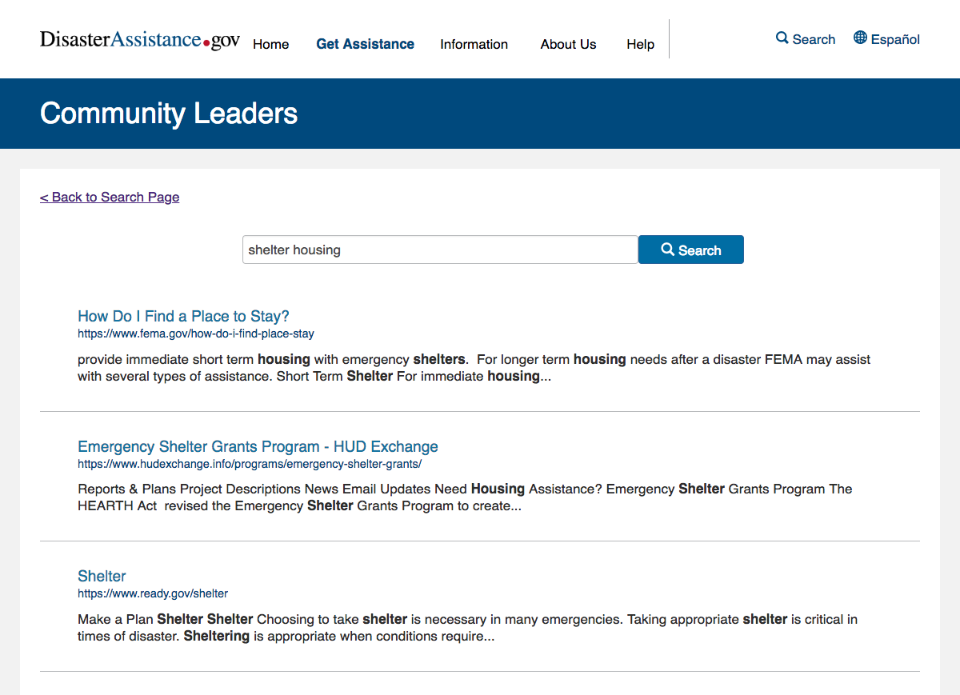 DisasterAssistance.gov Home Get Assistance Information About Us Help Search Español
Community Leaders
< Back to Search Page
shelter housing Search
How Do I Find a Place to Stay?
https://www.fema.gov/how-do-i-find-place-stay
provide immediate short term housing with emergency shelters.  For longer term housing needs after a disaster FEMA may assist
with several types of assistance. Short Term Shelter For immediate housing...
Emergency Shelter Grants Program - HUD Exchange
https://www.hudexchange.info/programs/emergency-shelter-grants/
Reports & Plans Project Descriptions News Email Updates Need Housing Assistance? Emergency Shelter Grants Program The
HEARTH Act  revised the Emergency Shelter Grants Program to create...
Shelter
https://www.ready.gov/shelter
Make a Plan Shelter Shelter Choosing to take shelter is necessary in many emergencies. Taking appropriate shelter is critical in
times of disaster. Sheltering is appropriate when conditions require...